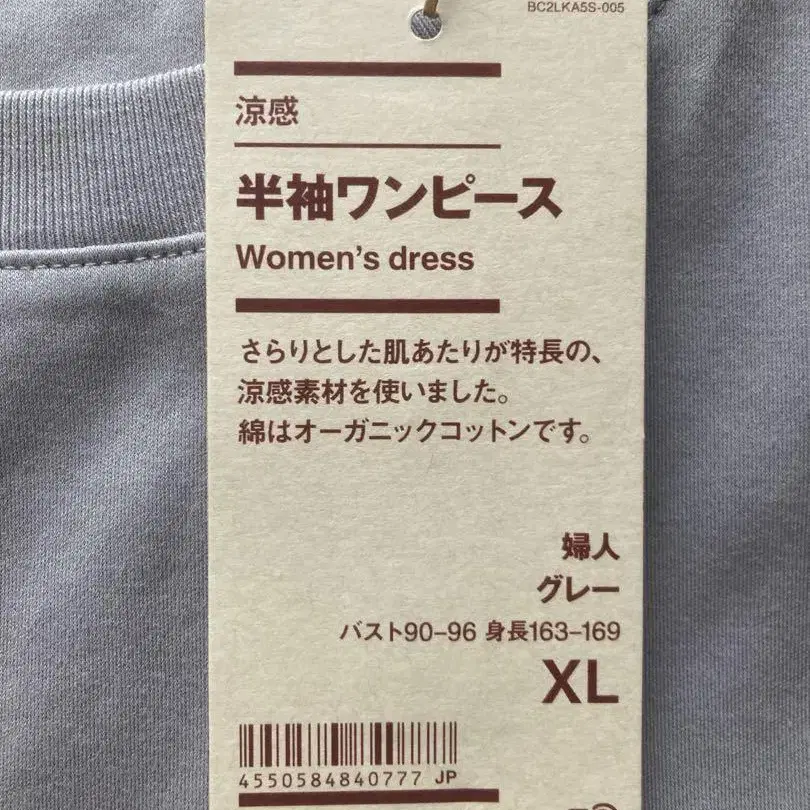 BC2LKA5S-005
涼感
半袖ワンピース
Women's dress
さらりとした肌あたりが特長の、
涼感素材を使いました。
綿はオーガニックコットンです。
婦人
グレー
バスト90-96 身長163-169
XL
4550584840777 JP